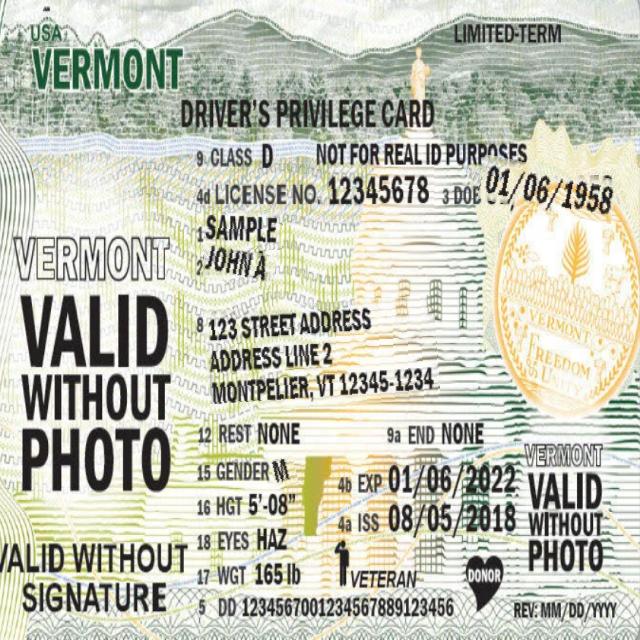 USA
VERMONT
LIMITED-TERM
DRIVER'S PRIVILEGE CARD
9 CLASS D NOT FOR REAL ID PURPOSES
4d LICENSE NO. 12345678 3 DOB 01/06/1958
1 SAMPLE
2 JOHN A
8 123 STREET ADDRESS
ADDRESS LINE 2
MONTPELIER, VT 12345-1234
VERMONT
VALID
WITHOUT
PHOTO
VERMONT
FREEDOM
& UNITY
12 REST NONE 9a END NONE
15 GENDER M
4b EXP 01/06/2022
16 HGT 5'-08"
4a ISS 08/05/2018
18 EYES HAZ
17 WGT 165 lb
VETERAN
DONOR
5 DD 12345670012345678 89123456
VERMONT
VALID
WITHOUT
PHOTO
VALID WITHOUT
SIGNATURE
REV: MM/DD/YYYY